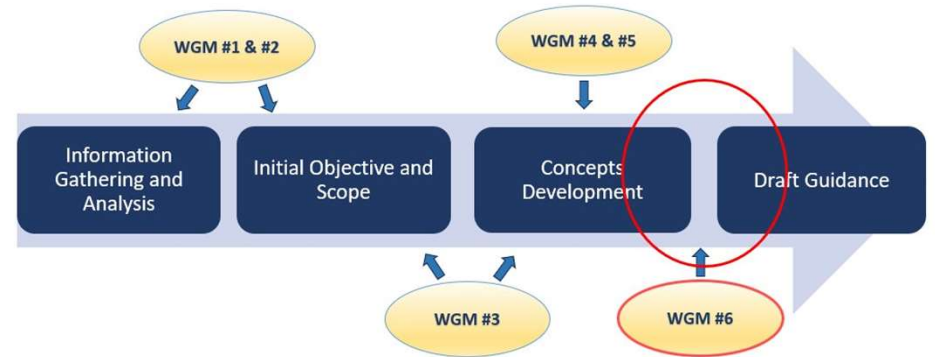 WGM #1 & #2
WGM #4 & #5
Information
Gathering and
Analysis
Initial Objective and
Scope
Concepts
Development
Draft Guidance
WGM #3
WGM #6